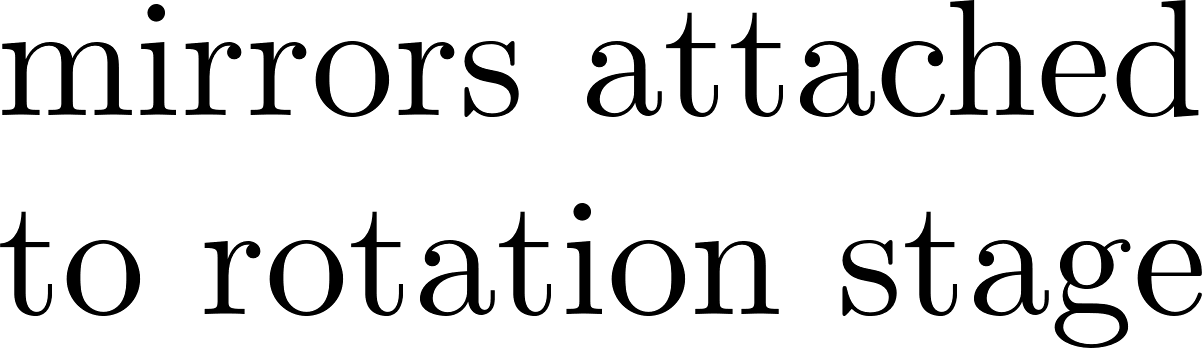 mirrors attached
to rotation stage